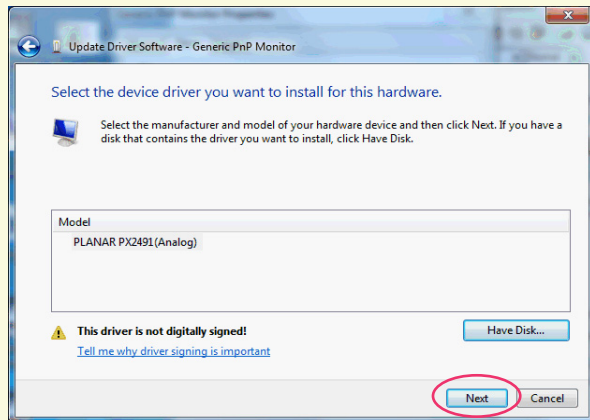 Update Driver Software - Generic PnP Monitor
Select the device driver you want to install for this hardware.
Select the manufacturer and model of your hardware device and then click Next. If you have a
disk that contains the driver you want to install, click Have Disk.
Model
PLANAR PX2491(Analog)
This driver is not digitally signed!
Have Disk...
Tell me why driver signing is important
Next
Cancel